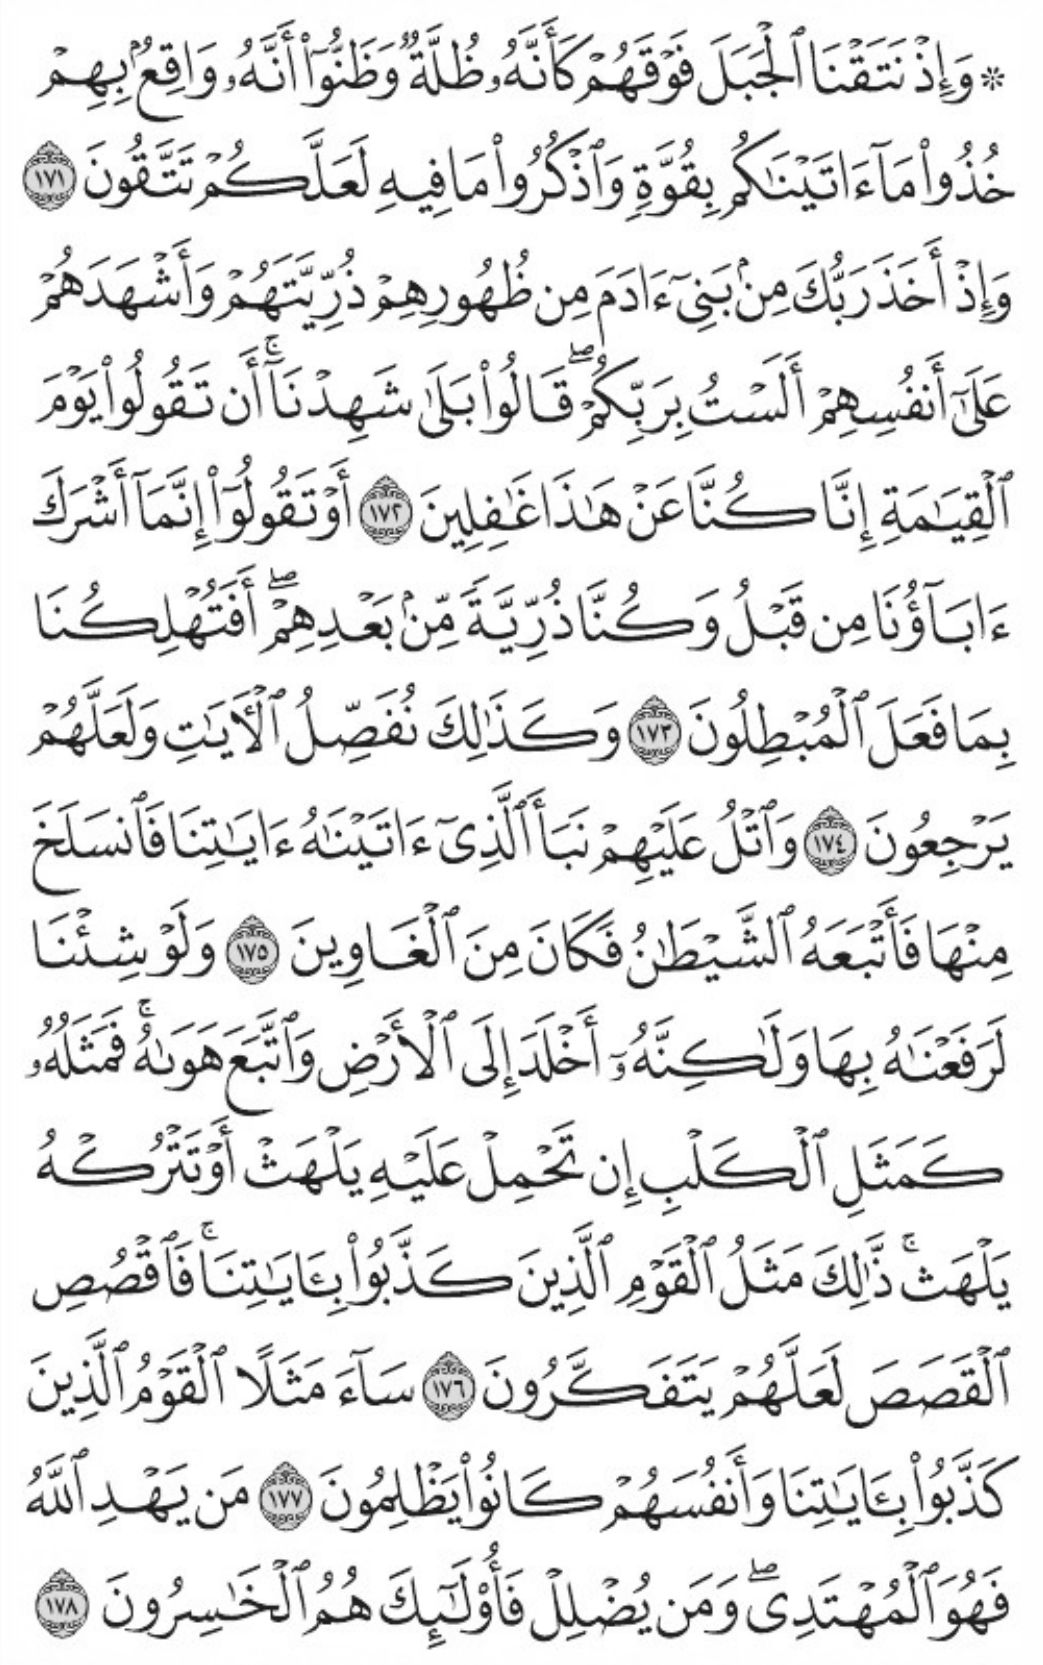 ۞ وَإِذْ نَتَقْنَا ٱلْجَبَلَ فَوْقَهُمْ كَأَنَّهُۥ ظُلَّةٌ وَظَنُّوٓا۟ أَنَّهُۥ وَاقِعٌۢ بِهِمْ
خُذُوا۟ مَآ ءَاتَيْنَـٰكُم بِقُوَّةٍ وَٱذْكُرُوا۟ مَا فِيهِ لَعَلَّكُمْ تَتَّقُونَ ١٧١
وَإِذْ أَخَذَ رَبُّكَ مِنۢ بَنِىٓ ءَادَمَ مِن ظُهُورِهِمْ ذُرِّيَّتَهُمْ وَأَشْهَدَهُمْ
عَلَىٰٓ أَنفُسِهِمْ أَلَسْتُ بِرَبِّكُمْ ۖ قَالُوا۟ بَلَىٰ شَهِدْنَآ ۚ أَن تَقُولُوا۟ يَوْمَ
ٱلْقِيَـٰمَةِ إِنَّا كُنَّا عَنْ هَـٰذَا غَـٰفِلِينَ ١٧٢ أَوْ تَقُولُوٓا۟ إِنَّمَآ أَشْرَكَ
ءَابَآؤُنَا مِن قَبْلُ وَكُنَّا ذُرِّيَّةً مِّنۢ بَعْدِهِمْ ۖ أَفَتُهْلِكُنَا
بِمَا فَعَلَ ٱلْمُبْطِلُونَ ١٧٣ وَكَذَٰلِكَ نُفَصِّلُ ٱلْـَٔايَـٰتِ وَلَعَلَّهُمْ
يَرْجِعُونَ ١٧٤ وَٱتْلُ عَلَيْهِمْ نَبَأَ ٱلَّذِىٓ ءَاتَيْنَـٰهُ ءَايَـٰتِنَا فَٱنسَلَخَ
مِنْهَا فَأَتْبَعَهُ ٱلشَّيْطَـٰنُ فَكَانَ مِنَ ٱلْغَاوِينَ ١٧٥ وَلَوْ شِئْنَا
لَرَفَعْنَـٰهُ بِهَا وَلَـٰكِنَّهُۥٓ أَخْلَدَ إِلَى ٱلْأَرْضِ وَٱتَّبَعَ هَوَىٰهُ ۚ فَمَثَلُهُۥ
كَمَثَلِ ٱلْكَلْبِ إِن تَحْمِلْ عَلَيْهِ يَلْهَثْ أَوْ تَتْرُكْهُ
يَلْهَث ۚ ذَّٰلِكَ مَثَلُ ٱلْقَوْمِ ٱلَّذِينَ كَذَّبُوا۟ بِـَٔايَـٰتِنَا ۚ فَٱقْصُصِ
ٱلْقَصَصَ لَعَلَّهُمْ يَتَفَكَّرُونَ ١٧٦ سَآءَ مَثَلًا ٱلْقَوْمُ ٱلَّذِينَ
كَذَّبُوا۟ بِـَٔايَـٰتِنَا وَأَنفُسَهُمْ كَانُوا۟ يَظْلِمُونَ ١٧٧ مَن يَهْدِ ٱللَّهُ
فَهُوَ ٱلْمُهْتَدِى ۖ وَمَن يُضْلِلْ فَأُو۟لَـٰٓئِكَ هُمُ ٱلْخَـٰسِرُونَ ١٧٨